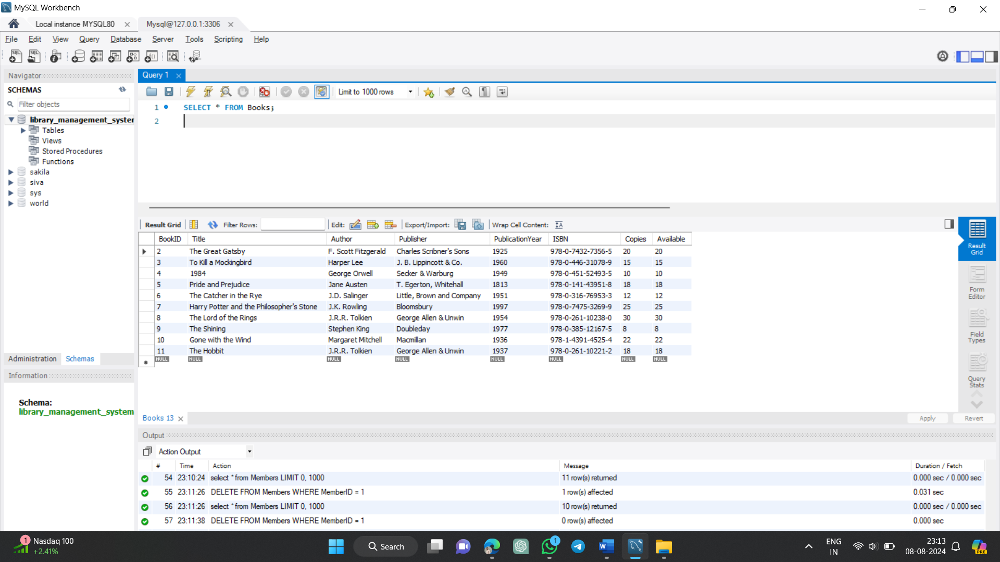 MySQL Workbench
Local instance MYSQL80
Mysql@127.0.0.1:3306
File Edit View Query Database Server Tools Scripting Help
Navigator
SCHEMAS
Filter objects
library_management_system
Tables
Views
Stored Procedures
Functions
sakila
siva
sys
world
Administration Schemas
Information
Schema:
library_management_system
Query 1
Limit to 1000 rows
1 SELECT * FROM Books;
2
Result Grid Filter Rows: Edit: Export/Import: Wrap Cell Content:
BookID Title Author Publisher PublicationYear ISBN Copies Available
2 The Great Gatsby F. Scott Fitzgerald Charles Scribner's Sons 1925 978-0-7432-7356-5 20 20
3 To Kill a Mockingbird Harper Lee J. B. Lippincott & Co. 1960 978-0-446-31078-9 15 15
4 1984 George Orwell Secker & Warburg 1949 978-0-451-52493-5 10 10
5 Pride and Prejudice Jane Austen T. Egerton, Whitehall 1813 978-0-141-43951-8 18 18
6 The Catcher in the Rye J.D. Salinger Little, Brown and Company 1951 978-0-316-76953-3 12 12
7 Harry Potter and the Philosopher's Stone J.K. Rowling Bloomsbury 1997 978-0-7475-3269-9 25 25
8 The Lord of the Rings J.R.R. Tolkien George Allen & Unwin 1954 978-0-261-10238-0 30 30
9 The Shining Stephen King Doubleday 1977 978-0-385-12167-5 8 8
10 Gone with the Wind Margaret Mitchell Macmillan 1936 978-1-4391-4525-4 22 22
11 The Hobbit J.R.R. Tolkien George Allen & Unwin 1937 978-0-261-10221-2 18 18
NULL NULL NULL NULL NULL NULL NULL NULL
Result
Grid
Form
Editor
Field
Types
Query
Stats
Books 13
Apply Revert
Output
Action Output
# Time Action Message Duration / Fetch
54 23:10:24 select * from Members LIMIT 0, 1000 11 row(s) returned 0.000 sec / 0.000 sec
55 23:11:26 DELETE FROM Members WHERE MemberID = 1 1 row(s) affected 0.031 sec
56 23:11:26 select * from Members LIMIT 0, 1000 10 row(s) returned 0.000 sec / 0.000 sec
57 23:11:38 DELETE FROM Members WHERE MemberID = 1 0 row(s) affected 0.000 sec
1
Nasdaq 100
+2.41%
Search
1
ENG
IN
23:13
08-08-2024
PRE